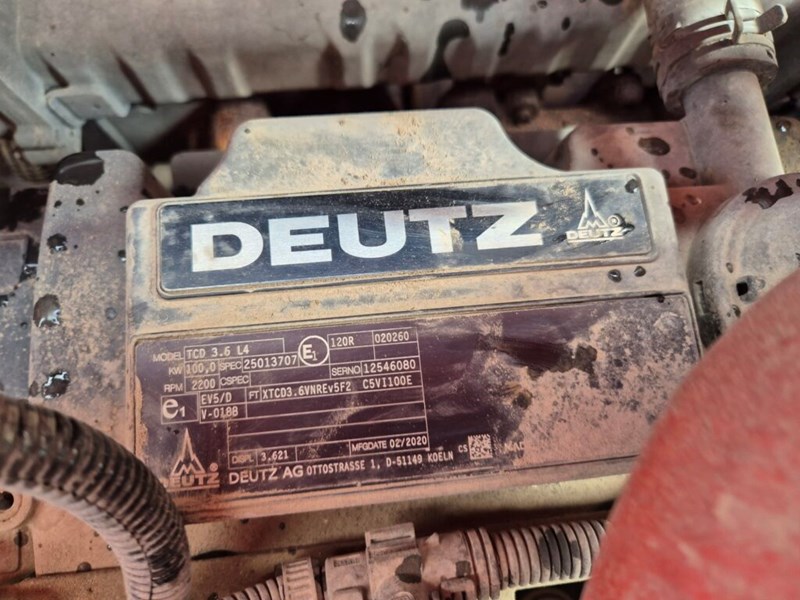 DEUTZ
DEUTZ
MODEL TCD 3.6 L4
KW 100,0 SPEC 25013707 E1 120R 020260
RPM 2200 CSPEC SERNO 12546080
e1 EV5/D FT XTCD3.6VNREv5F2 C5VI100E
V-0188
DISPL 3.621 MFGDATE 02/2020
DEUTZ DEUTZ AG OTTOSTRASSE 1, D-51149 KOELN CS